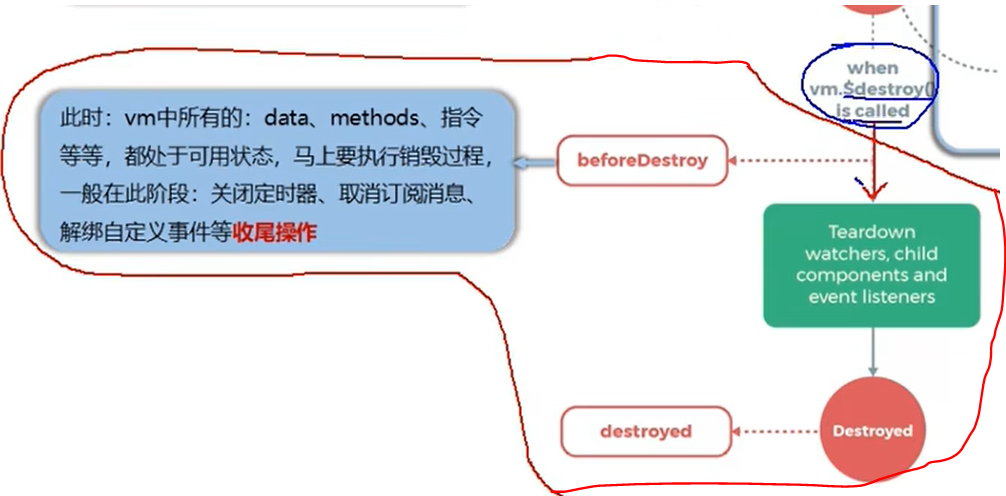 when
vm.$destroy()
is called
此时：vm中所有的：data、methods、指令
等等，都处于可用状态，马上要执行销毁过程，
一般在此阶段：关闭定时器、取消订阅消息、
解绑自定义事件等收尾操作
beforeDestroy
Teardown
watchers, child
components and
event listeners
destroyed
Destroyed